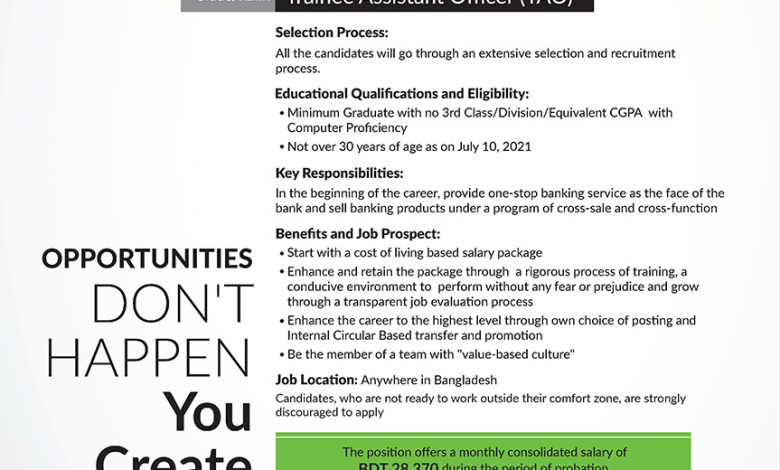 Trainee Assistant Officer (TAO)
Selection Process:
All the candidates will go through an extensive selection and recruitment
process.
Educational Qualifications and Eligibility:
• Minimum Graduate with no 3rd Class/Division/Equivalent CGPA with
Computer Proficiency
• Not over 30 years of age as on July 10, 2021
Key Responsibilities:
In the beginning of the career, provide one-stop banking service as the face of the
bank and sell banking products under a program of cross-sale and cross-function
Benefits and Job Prospect:
• Start with a cost of living based salary package
• Enhance and retain the package through a rigorous process of training, a
conducive environment to perform without any fear or prejudice and grow
through a transparent job evaluation process
• Enhance the career to the highest level through own choice of posting and
Internal Circular Based transfer and promotion
• Be the member of a team with "value-based culture"
Job Location: Anywhere in Bangladesh
Candidates, who are not ready to work outside their comfort zone, are strongly
discouraged to apply
OPPORTUNITIES
DON'T
HAPPEN
You
Create
The position offers a monthly consolidated salary of
BDT 28,370 during the period of probation